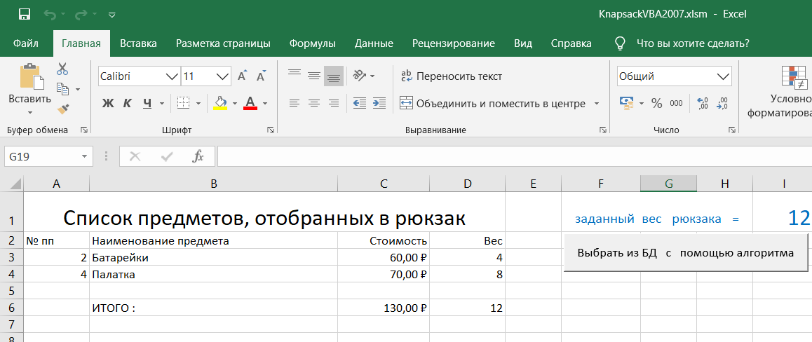 KnapsackVBA2007.xlsm - Excel
Файл Главная Вставка Разметка страницы Формулы Данные Рецензирование Вид Справка Что вы хотите сделать?
Вставить
Calibri 11 A A
Ж К Ч А
Переносить текст
Объединить и поместить в центре
Общий
% 000
Условно
форматирова
Буфер обмена Шрифт Выравнивание Число
G19 fx
A B C D E F G H I
1 Список предметов, отобранных в рюкзак заданный вес рюкзака = 12
2 № пп Наименование предмета Стоимость Вес
Выбрать из БД с помощью алгоритма
3 2 Батарейки 60,00 ₽ 4
4 4 Палатка 70,00 ₽ 8
5
6 ИТОГО : 130,00 ₽ 12
7